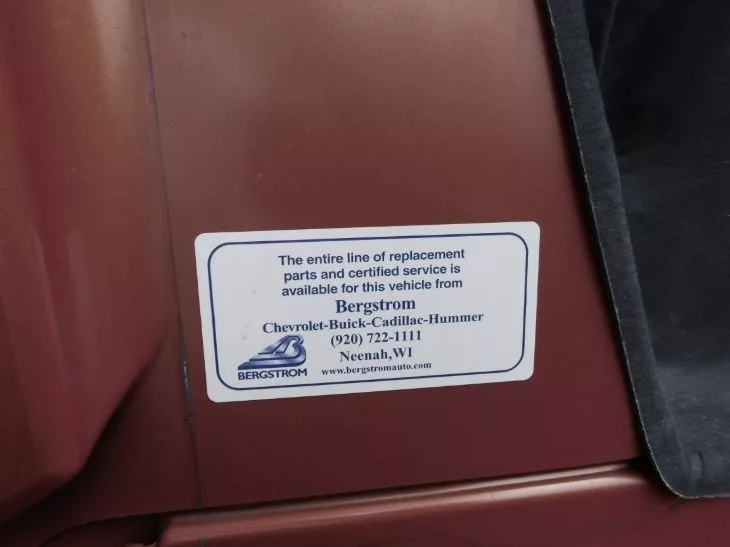 The entire line of replacement
parts and certified service is
available for this vehicle from
Bergstrom
Chevrolet-Buick-Cadillac-Hummer
(920) 722-1111
Neenah,WI
www.bergstromauto.com
BERGSTROM